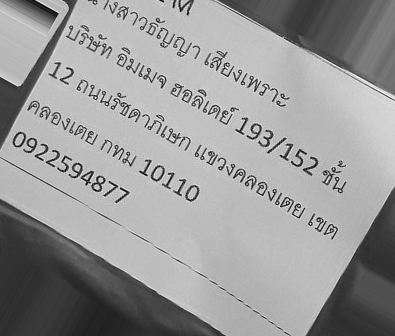 นางสาวธัญญา เสียงเพราะ
บริษัท อิมเมจ ฮอลิเดย์ 193/152 ชั้น
12 ถนนรัชดาภิเษก แขวงคลองเตย เขต
คลองเตย กทม 10110
0922594877